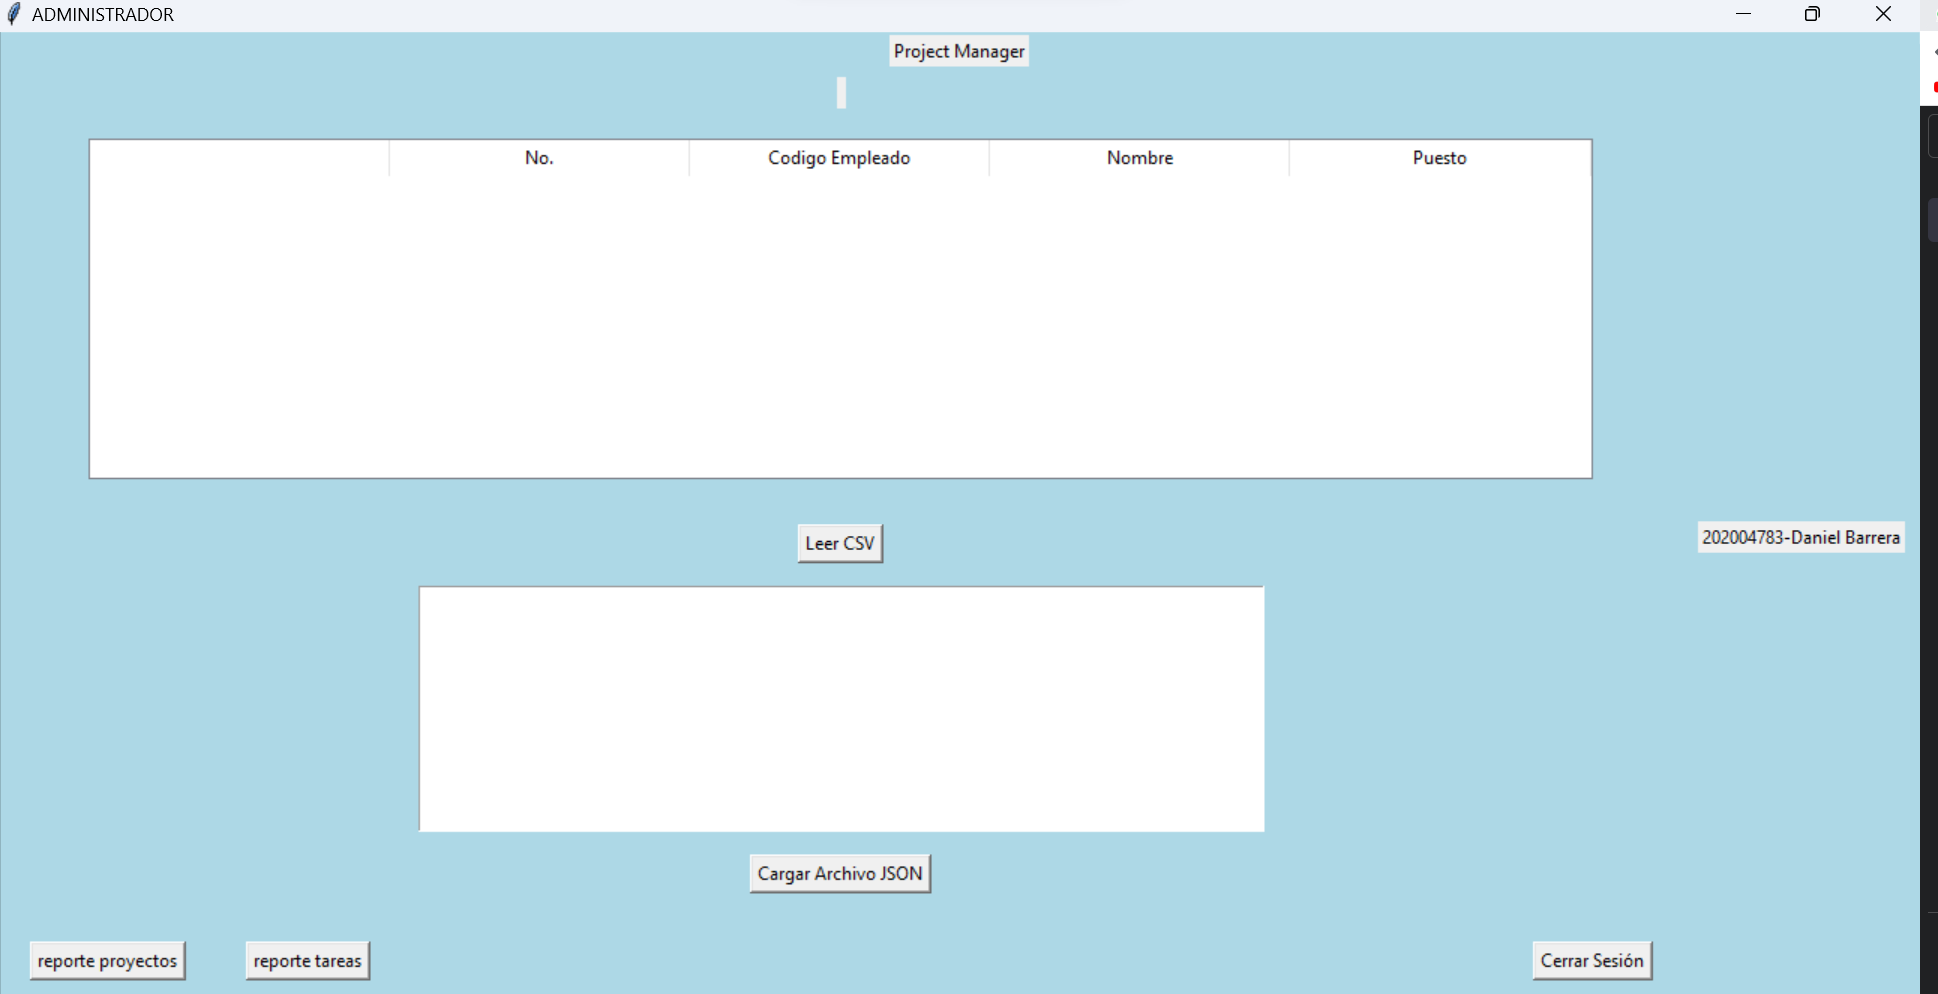 ADMINISTRADOR
Project Manager
No. Codigo Empleado Nombre Puesto
Leer CSV
202004783-Daniel Barrera
Cargar Archivo JSON
reporte proyectos reporte tareas Cerrar Sesión